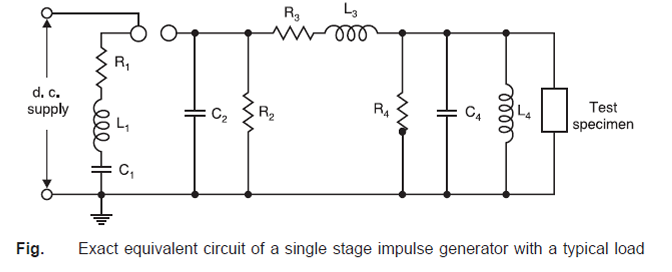 R₃ L₃
R₁
d. c.
supply
L₁
C₁
C₂ R₂
R₄ C₄ L₄
Test
specimen
Fig. Exact equivalent circuit of a single stage impulse generator with a typical load